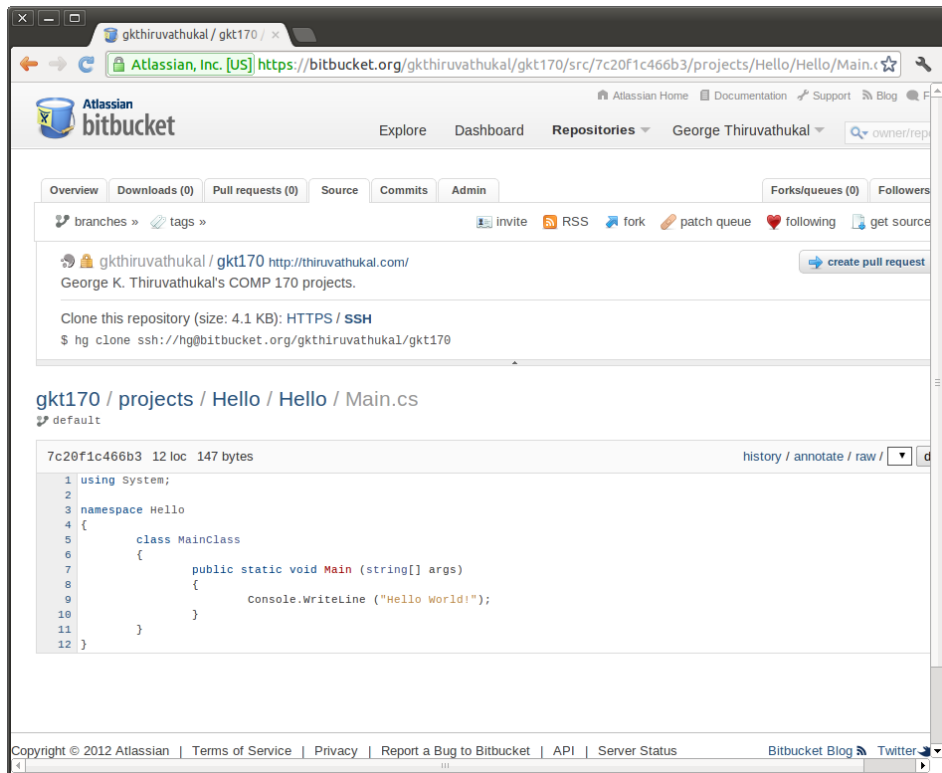 gkthiruvathukal / gkt170 /
Atlassian, Inc. [US] https://bitbucket.org/gkthiruvathukal/gkt170/src/7c20f1c466b3/projects/Hello/Hello/Main.c
Atlassian Home Documentation Support Blog F
Atlassian
bitbucket
Explore Dashboard Repositories George Thiruvathukal owner/rep
Overview Downloads (0) Pull requests (0) Source Commits Admin Forks/queues (0) Followers
branches » tags » invite RSS fork patch queue following get source
gkthiruvathukal / gkt170 http://thiruvathukal.com/ create pull request
George K. Thiruvathukal's COMP 170 projects.
Clone this repository (size: 4.1 KB): HTTPS / SSH
$ hg clone ssh://hg@bitbucket.org/gkthiruvathukal/gkt170
gkt170 / projects / Hello / Hello / Main.cs
default
7c20f1c466b3 12 loc 147 bytes history / annotate / raw / d
1 using System;
2
3 namespace Hello
4 {
5 class MainClass
6 {
7 public static void Main (string[] args)
8 {
9 Console.WriteLine ("Hello World!");
10 }
11 }
12 }
Copyright © 2012 Atlassian | Terms of Service | Privacy | Report a Bug to Bitbucket | API | Server Status Bitbucket Blog Twitter